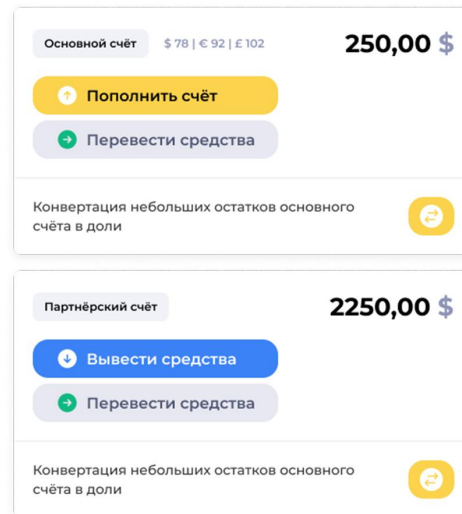 Основной счёт $ 78 | € 92 | £ 102 250,00 $
Пополнить счёт
Перевести средства
Конвертация небольших остатков основного
счёта в доли
Партнёрский счёт 2250,00 $
Вывести средства
Перевести средства
Конвертация небольших остатков основного
счёта в доли